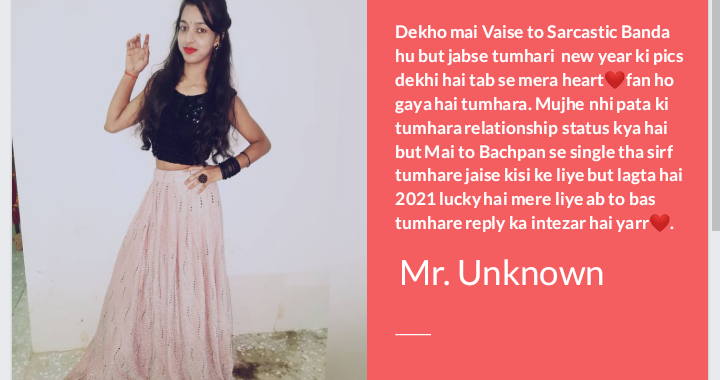 Dekho mai Vaise to Sarcastic Banda
hu but jabse tumhari new year ki pics
dekhi hai tab se mera heart❤️fan ho
gaya hai tumhara. Mujhe nhi pata ki
tumhara relationship status kya hai
but Mai to Bachpan se single tha sirf
tumhare jaise kisi ke liye but lagta hai
2021 lucky hai mere liye ab to bas
tumhare reply ka intezar hai yarr❤️.
Mr. Unknown